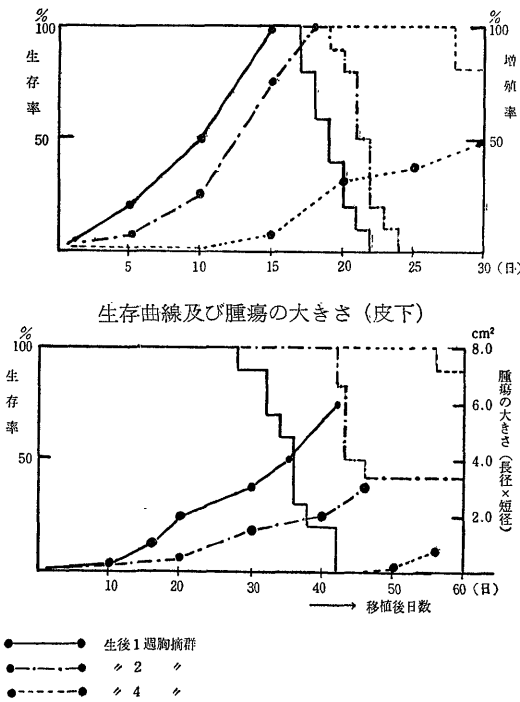 %
100
50
生存率
%
100
50
増殖率
5 10 15 20 25 30 (日)
生存曲線及び腫瘍の大きさ (皮下)
%
100
50
生存率
cm²
8.0
6.0
4.0
2.0
腫瘍の大きさ (長径×短径)
10 20 30 40 50 60 (日)
→ 移植後日数
生後1週胸摘群
〃 2 〃
〃 4 〃